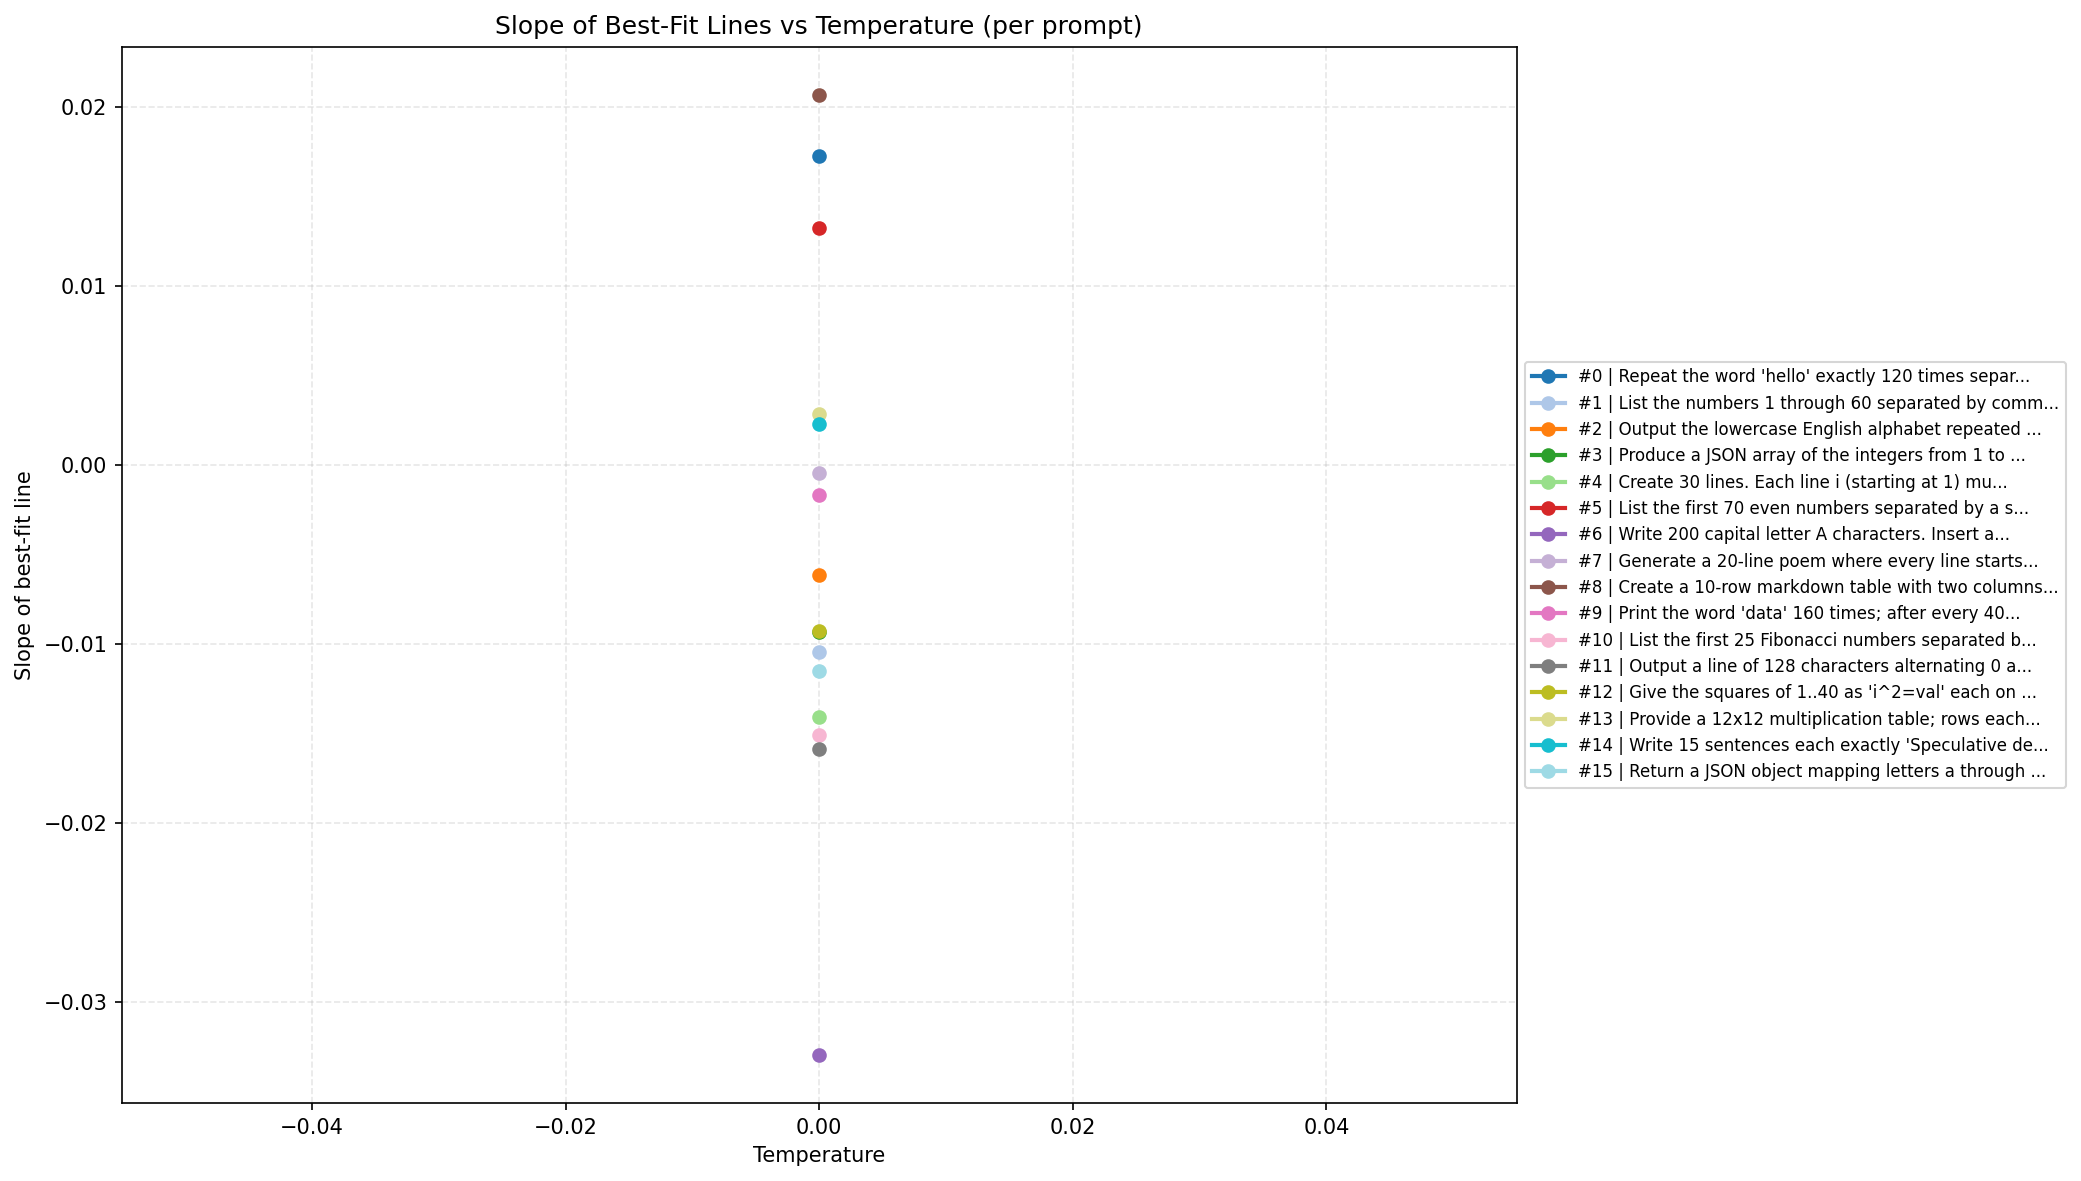 Slope of Best-Fit Lines vs Temperature (per prompt)
Slope of best-fit line
0.02
0.01
0.00
−0.01
−0.02
−0.03
−0.04
−0.02
0.00
0.02
0.04
Temperature
#0 | Repeat the word 'hello' exactly 120 times separ...
#1 | List the numbers 1 through 60 separated by comm...
#2 | Output the lowercase English alphabet repeated ...
#3 | Produce a JSON array of the integers from 1 to ...
#4 | Create 30 lines. Each line i (starting at 1) mu...
#5 | List the first 70 even numbers separated by a s...
#6 | Write 200 capital letter A characters. Insert a...
#7 | Generate a 20-line poem where every line starts...
#8 | Create a 10-row markdown table with two columns...
#9 | Print the word 'data' 160 times; after every 40...
#10 | List the first 25 Fibonacci numbers separated b...
#11 | Output a line of 128 characters alternating 0 a...
#12 | Give the squares of 1..40 as 'i^2=val' each on ...
#13 | Provide a 12x12 multiplication table; rows each...
#14 | Write 15 sentences each exactly 'Speculative de...
#15 | Return a JSON object mapping letters a through ...